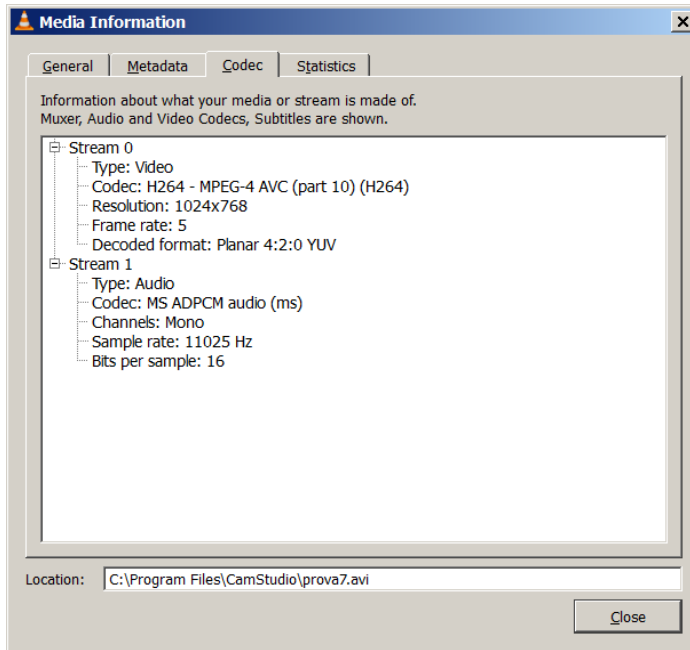 Media Information
General
Metadata
Codec
Statistics
Information about what your media or stream is made of.
Muxer, Audio and Video Codecs, Subtitles are shown.
Stream 0
Type: Video
Codec: H264 - MPEG-4 AVC (part 10) (H264)
Resolution: 1024x768
Frame rate: 5
Decoded format: Planar 4:2:0 YUV
Stream 1
Type: Audio
Codec: MS ADPCM audio (ms)
Channels: Mono
Sample rate: 11025 Hz
Bits per sample: 16
Location: C:\Program Files\CamStudio\prova7.avi
Close